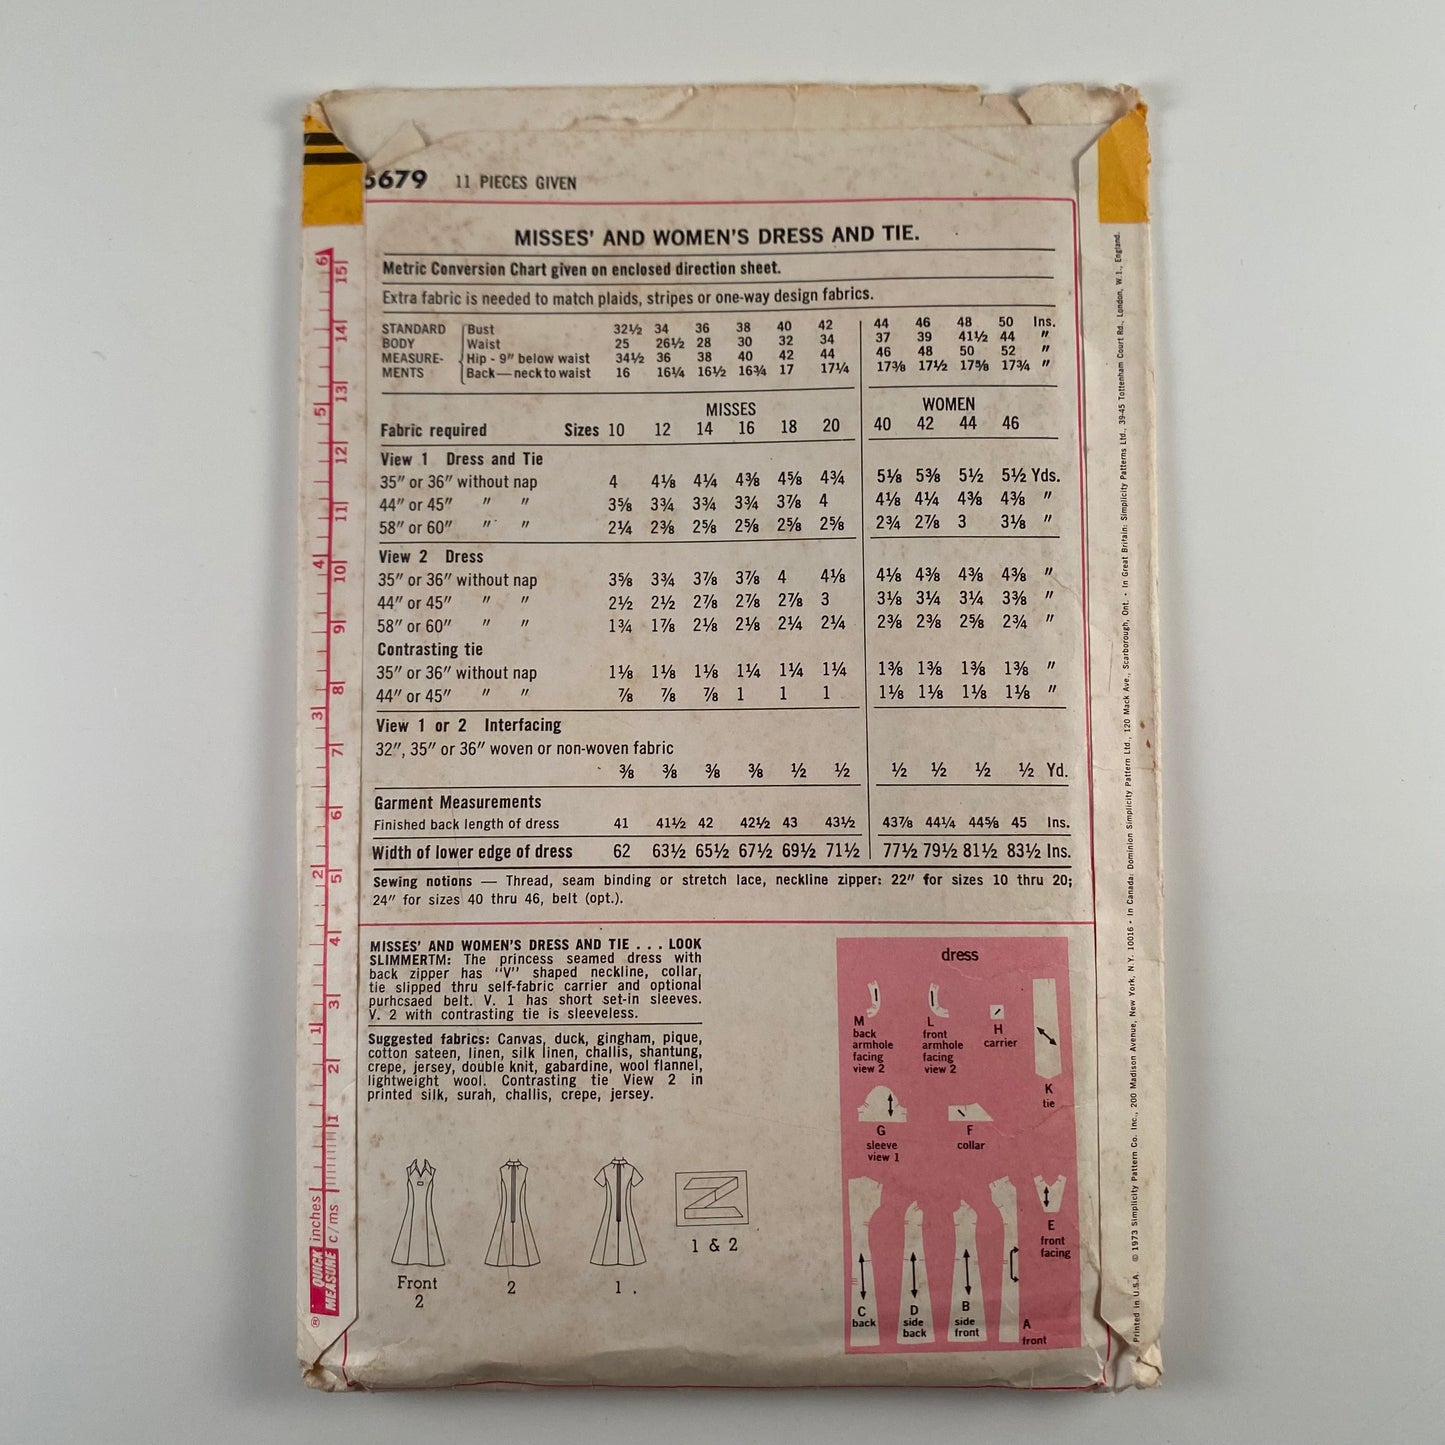 5679 11 PIECES GIVEN
MISSES' AND WOMEN'S DRESS AND TIE.
Metric Conversion Chart given on enclosed direction sheet.
Extra fabric is needed to match plaids, stripes or one-way design fabrics.
STANDARD Bust 32½ 34 36 38 40 42 44 46 48 50 Ins.
BODY Waist 25 26½ 28 30 32 34 37 39 41½ 44 "
MEASURE- Hip - 9" below waist 34½ 36 38 40 42 44 46 48 50 52 "
MENTS Back—neck to waist 16 16¼ 16½ 16¾ 17 17¼ 17⅜ 17½ 17⅝ 17¾ "
MISSES WOMEN
Fabric required Sizes 10 12 14 16 18 20 40 42 44 46
View 1 Dress and Tie
35" or 36" without nap 4 4⅛ 4¼ 4⅜ 4⅝ 4¾ 5⅛ 5⅜ 5½ 5½ Yds.
44" or 45" " " 3⅝ 3¾ 3¾ 3¾ 3⅞ 4 4⅛ 4¼ 4⅜ 4⅜ "
58" or 60" " " 2¼ 2⅜ 2⅝ 2⅝ 2⅝ 2⅝ 2¾ 2⅞ 3 3⅛ "
View 2 Dress
35" or 36" without nap 3⅝ 3¾ 3⅞ 3⅞ 4 4⅛ 4⅛ 4⅜ 4⅜ 4⅜ "
44" or 45" " " 2½ 2½ 2⅞ 2⅞ 2⅞ 3 3⅛ 3¼ 3¼ 3⅜ "
58" or 60" " " 1¾ 1⅞ 2⅛ 2⅛ 2¼ 2¼ 2⅜ 2⅜ 2⅝ 2¾ "
Contrasting tie
35" or 36" without nap 1⅛ 1⅛ 1⅛ 1¼ 1¼ 1¼ 1⅜ 1⅜ 1⅜ 1⅜ "
44" or 45" " " ⅞ ⅞ ⅞ 1 1 1 1⅛ 1⅛ 1⅛ 1⅛ "
View 1 or 2 Interfacing
32", 35" or 36" woven or non-woven fabric
⅜ ⅜ ⅜ ⅜ ½ ½ ½ ½ ½ ½ Yd.
Garment Measurements
Finished back length of dress 41 41½ 42 42½ 43 43½ 43⅞ 44¼ 44⅝ 45 Ins.
Width of lower edge of dress 62 63½ 65½ 67½ 69½ 71½ 77½ 79½ 81½ 83½ Ins.
Sewing notions — Thread, seam binding or stretch lace, neckline zipper: 22" for sizes 10 thru 20;
24" for sizes 40 thru 46, belt (opt.).
MISSES' AND WOMEN'S DRESS AND TIE . . . LOOK
SLIMMERTM: The princess seamed dress with
back zipper has "V" shaped neckline, collar,
tie slipped thru self-fabric carrier and optional
purhcsaed belt. V. 1 has short set-in sleeves.
V. 2 with contrasting tie is sleeveless.
Suggested fabrics: Canvas, duck, gingham, pique,
cotton sateen, linen, silk linen, challis, shantung,
crepe, jersey, double knit, gabardine, wool flannel,
lightweight wool. Contrasting tie View 2 in
printed silk, surah, challis, crepe, jersey.
Front
2
2
1 .
1 & 2
dress
M
back
armhole
facing
view 2
L
front
armhole
facing
view 2
H
carrier
K
tie
G
sleeve
view 1
F
collar
E
front
facing
C
back
D
side
back
B
side
front
A
front
QUICK
MEASURE
®
inches
c/ms
1 2 3 4 5 6
1 2 3 4 5 6 7 8 9 10 11 12 13 14 15
Printed in U.S.A. © 1973 Simplicity Pattern Co. Inc., 200 Madison Avenue, New York, N.Y. 10016 • In Canada: Dominion Simplicity Pattern Ltd., 120 Mack Ave., Scarborough, Ont. • In Great Britain: Simplicity Patterns Ltd., 39-45 Tottenham Court Rd., London, W.1., England.